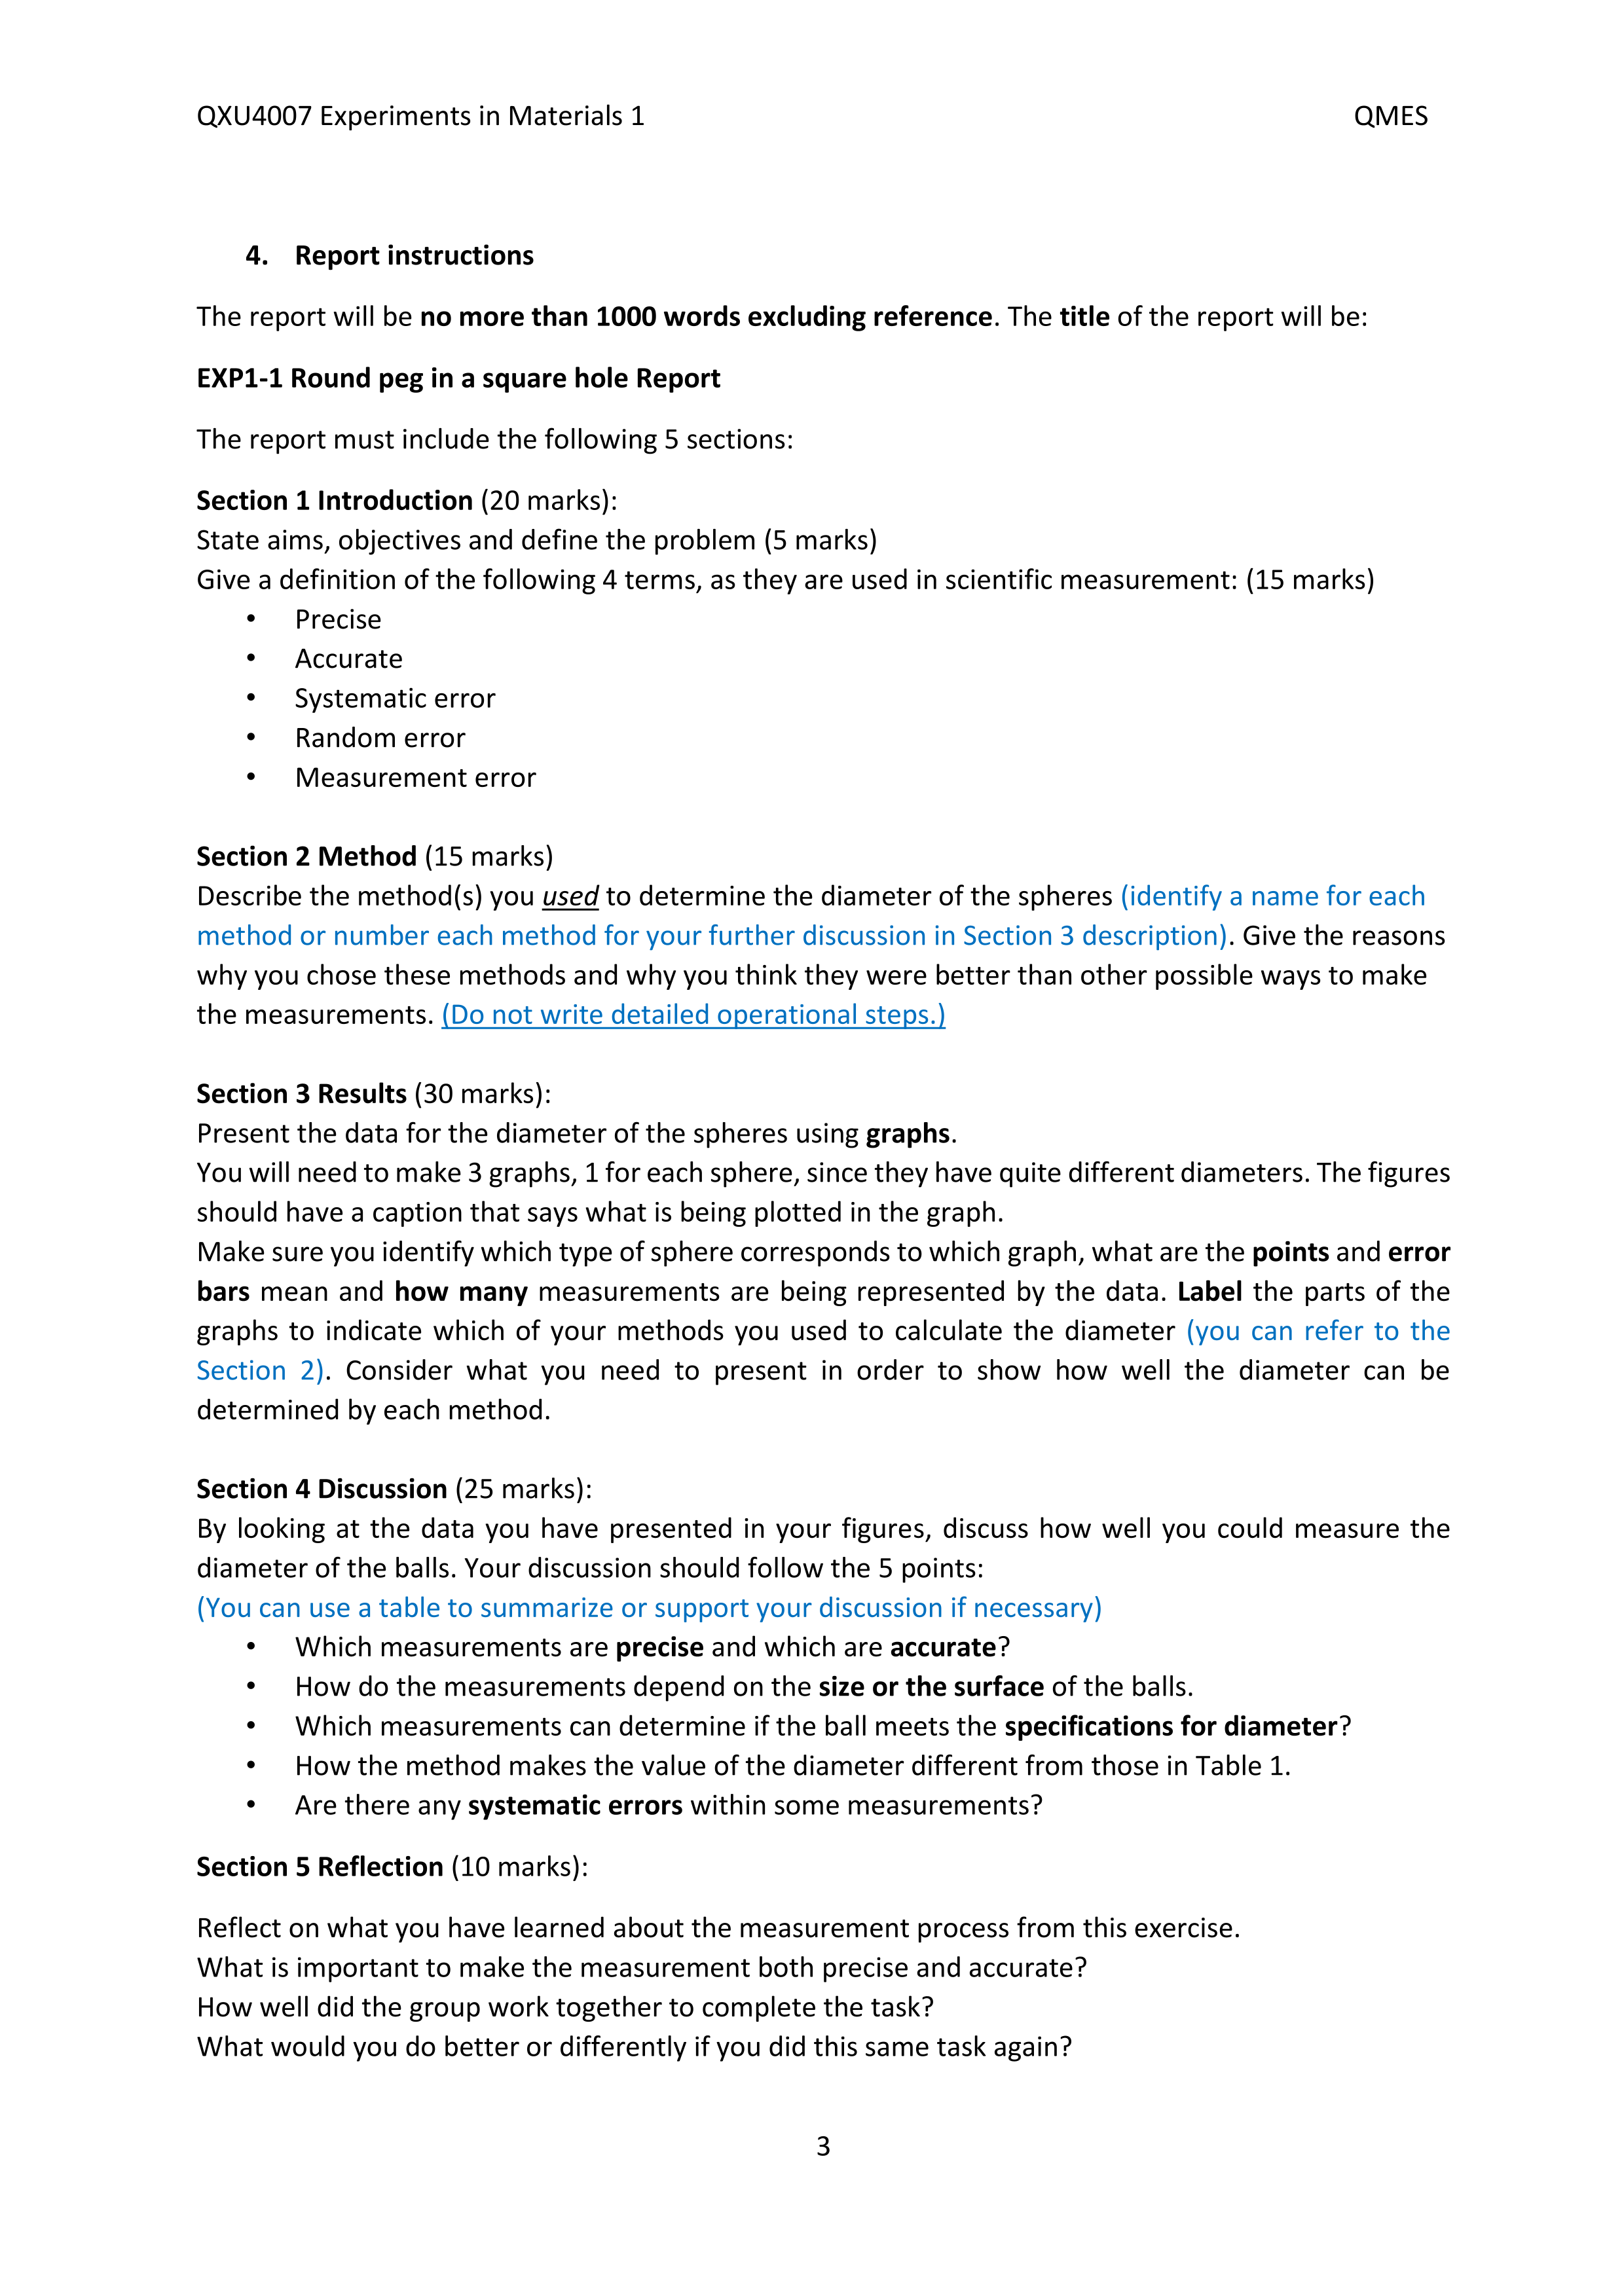 QXU4007 Experiments in Materials 1 QMES
4. Report instructions
The report will be no more than 1000 words excluding reference. The title of the report will be:
EXP1-1 Round peg in a square hole Report
The report must include the following 5 sections:
Section 1 Introduction (20 marks):
State aims, objectives and define the problem (5 marks)
Give a definition of the following 4 terms, as they are used in scientific measurement: (15 marks)
• Precise
• Accurate
• Systematic error
• Random error
• Measurement error
Section 2 Method (15 marks)
Describe the method(s) you used to determine the diameter of the spheres (identify a name for each
method or number each method for your further discussion in Section 3 description). Give the reasons
why you chose these methods and why you think they were better than other possible ways to make
the measurements. (Do not write detailed operational steps.)
Section 3 Results (30 marks):
Present the data for the diameter of the spheres using graphs.
You will need to make 3 graphs, 1 for each sphere, since they have quite different diameters. The figures
should have a caption that says what is being plotted in the graph.
Make sure you identify which type of sphere corresponds to which graph, what are the points and error
bars mean and how many measurements are being represented by the data. Label the parts of the
graphs to indicate which of your methods you used to calculate the diameter (you can refer to the
Section 2). Consider what you need to present in order to show how well the diameter can be
determined by each method.
Section 4 Discussion (25 marks):
By looking at the data you have presented in your figures, discuss how well you could measure the
diameter of the balls. Your discussion should follow the 5 points:
(You can use a table to summarize or support your discussion if necessary)
• Which measurements are precise and which are accurate?
• How do the measurements depend on the size or the surface of the balls.
• Which measurements can determine if the ball meets the specifications for diameter?
• How the method makes the value of the diameter different from those in Table 1.
• Are there any systematic errors within some measurements?
Section 5 Reflection (10 marks):
Reflect on what you have learned about the measurement process from this exercise.
What is important to make the measurement both precise and accurate?
How well did the group work together to complete the task?
What would you do better or differently if you did this same task again?
3